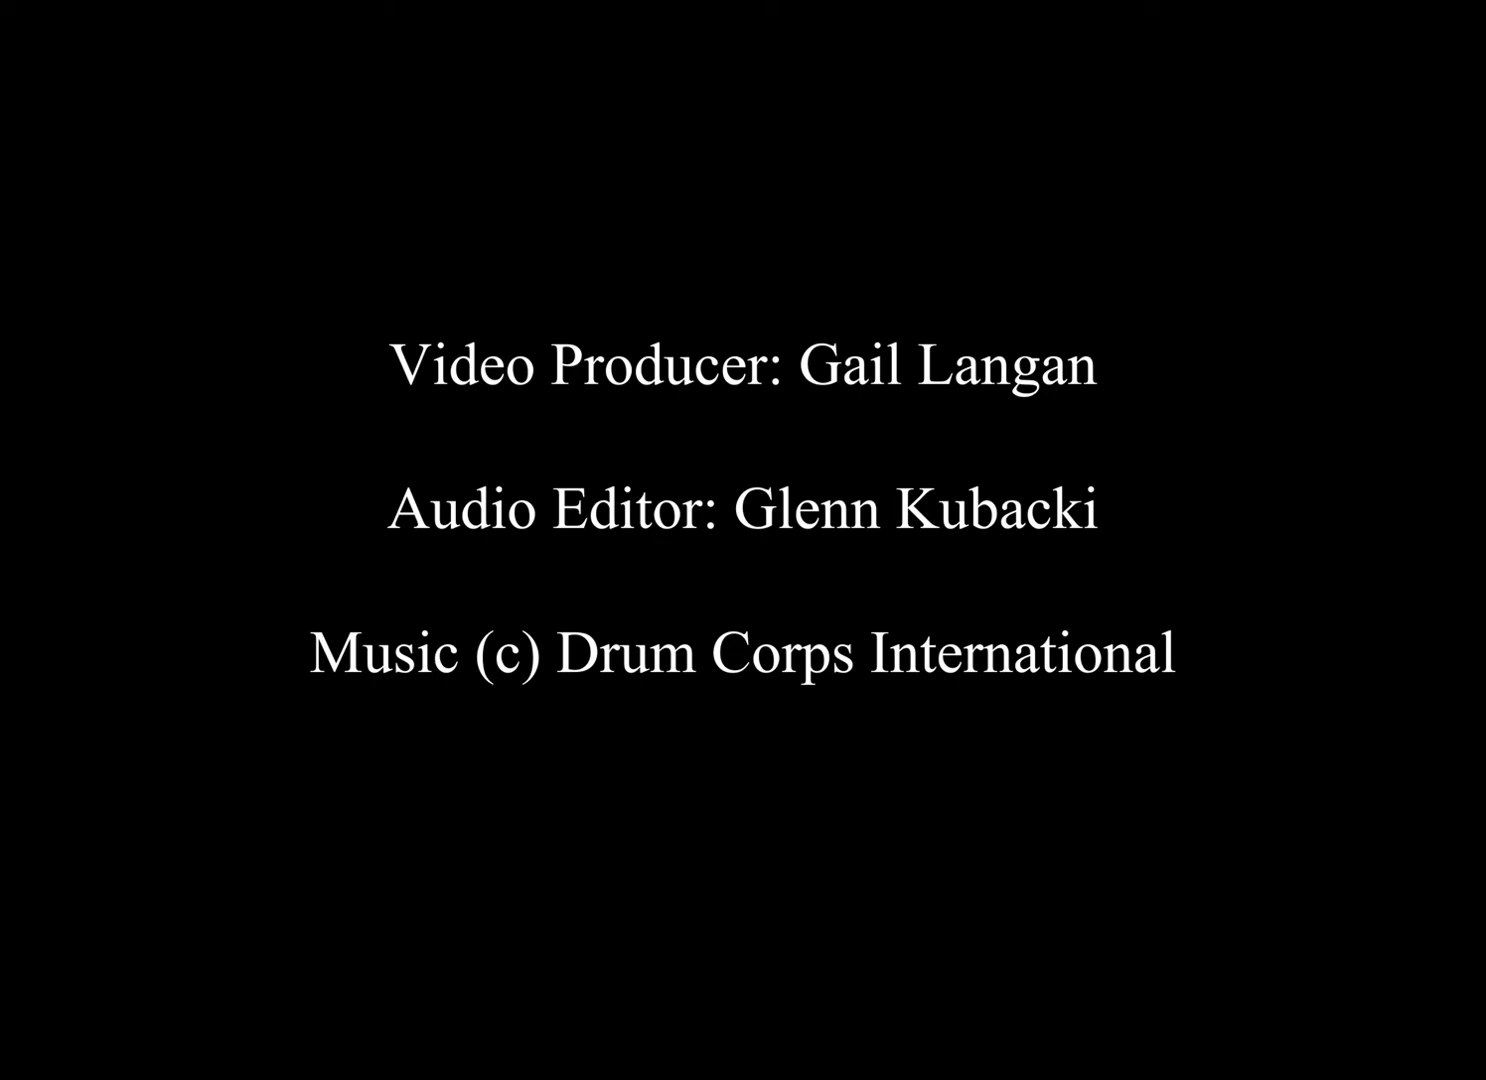 Video Producer: Gail Langan
Audio Editor: Glenn Kubacki
Music (c) Drum Corps International